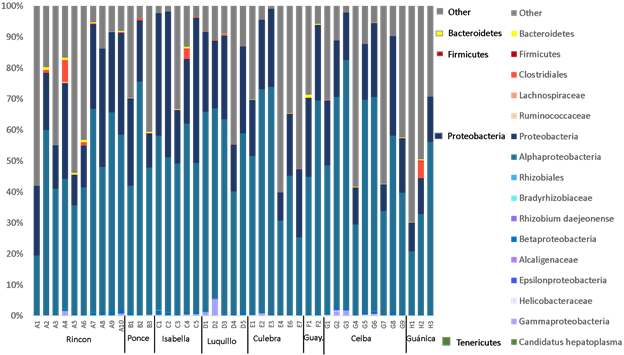 100%
90%
80%
70%
60%
50%
40%
30%
20%
10%
0%
A1 A2 A3 A4 A5 A6 A7 A8 A9 A10 B1 B2 B3 C1 C2 C3 C4 C5 D1 D2 D3 D4 D5 E1 E2 E3 E4 E5 E6 E7 F1 F2 G1 G2 G3 G4 G5 G6 G7 G8 G9 H1 H2 H3
Rincon Ponce Isabella Luquillo Culebra Guay. Ceiba Guánica
Other
Bacteroidetes
Firmicutes
Proteobacteria
Tenericutes
Other
Bacteroidetes
Firmicutes
Clostridiales
Lachnospiraceae
Ruminococcaceae
Proteobacteria
Alphaproteobacteria
Rhizobiales
Bradyrhizobiaceae
Rhizobium daejeonense
Betaproteobacteria
Alcaligenaceae
Epsilonproteobacteria
Helicobacteraceae
Gammaproteobacteria
Candidatus hepatoplasma